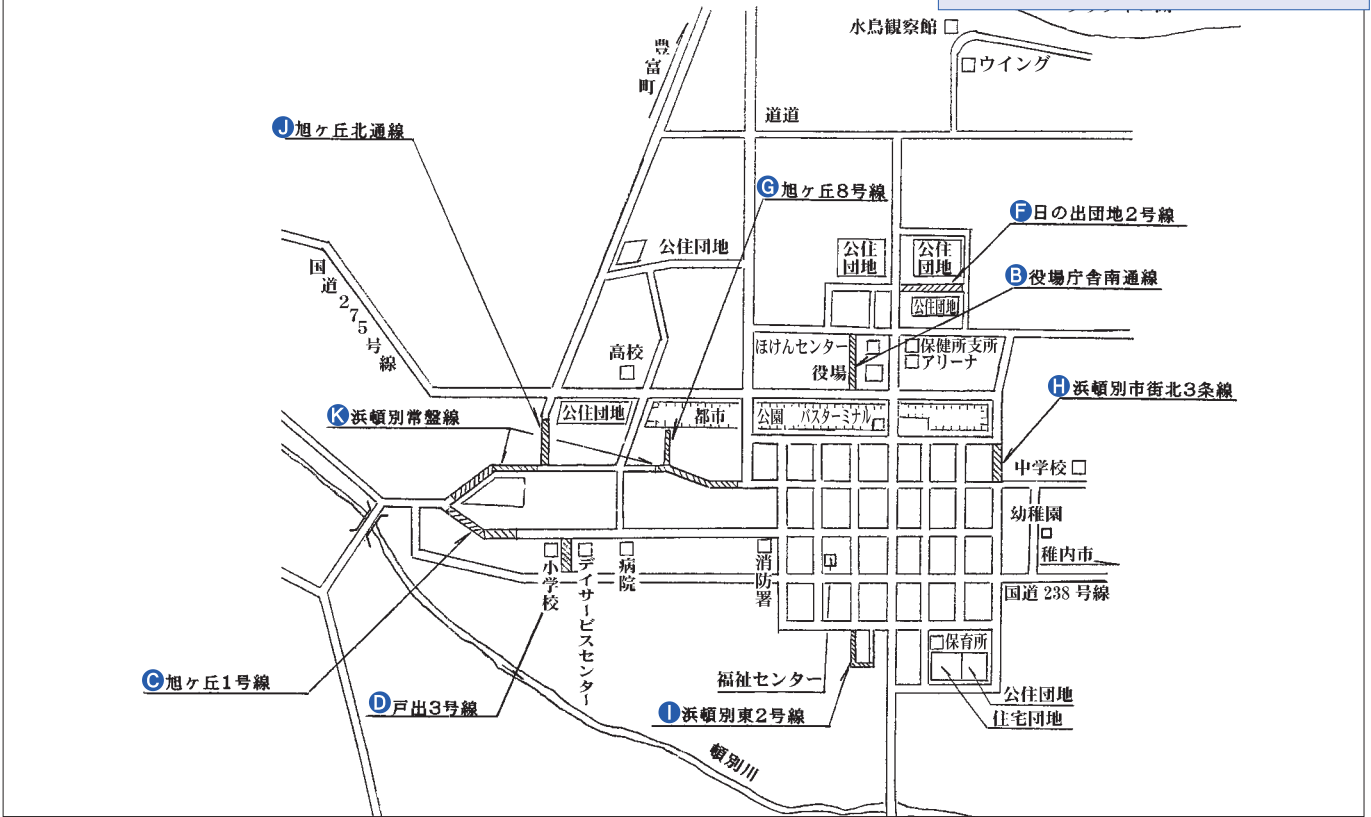 水鳥観察館
ウイング
豊富町
道道
J旭ヶ丘北通線
G旭ヶ丘8号線
F日の出団地2号線
公住団地
公住
団地
公住
団地
国道275号線
B役場庁舎南通線
公住団地
ほけんセンター
保健所支所
高校
役場
アリーナ
H浜頓別市街北3条線
K浜頓別常盤線
公住団地
都市
公園
バスターミナル
中学校
幼稚園
稚内市
小学校
デイサービスセンター
病院
消防署
国道238号線
保育所
C旭ケ丘1号線
D戸出3号線
福祉センター
公住団地
I浜頓別東2号線
住宅団地
頓別川